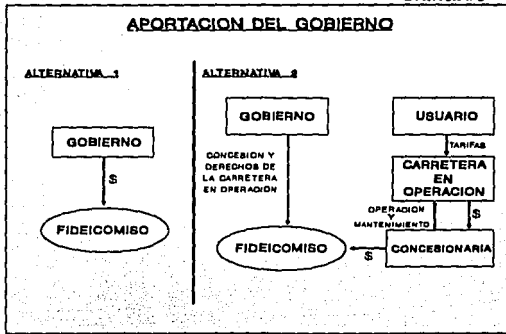 APORTACION DEL GOBIERNO
ALTERNATIVA 1
GOBIERNO
$
FIDEICOMISO
ALTERNATIVA 2
GOBIERNO
CONCESION Y
DERECHOS DE
LA CARRETERA
EN OPERACION
FIDEICOMISO
USUARIO
TARIFAS
CARRETERA
EN
OPERACION
OPERACION
Y
MANTENIMIENTO
$
CONCESIONARIA
$